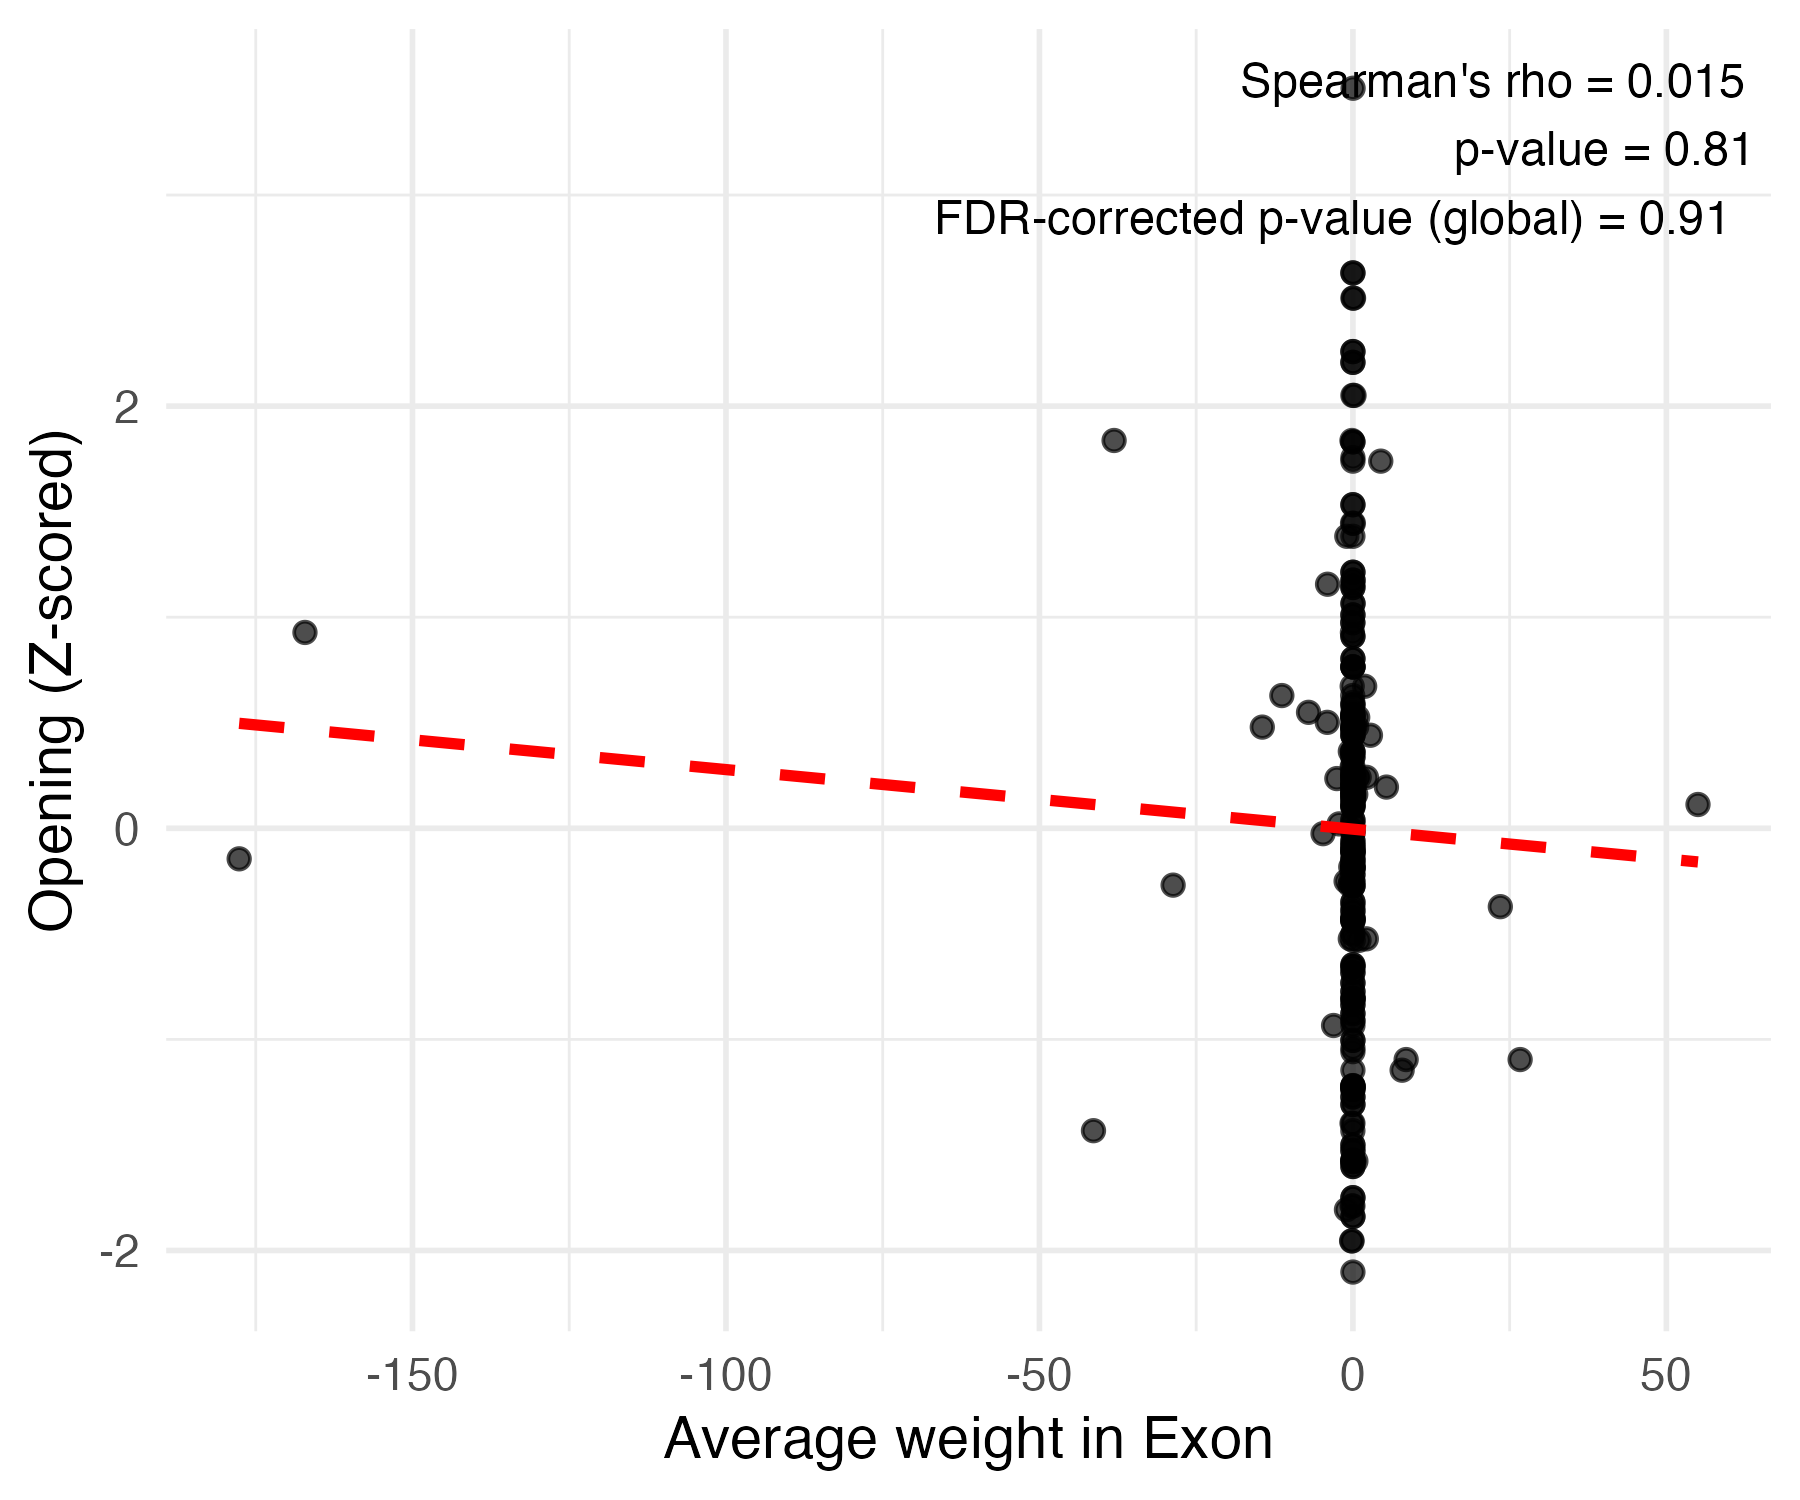 Spearman's rho = 0.015
p-value = 0.81
FDR-corrected p-value (global) = 0.91
Opening (Z-scored)
2
0
-2
-150
-100
-50
0
50
Average weight in Exon